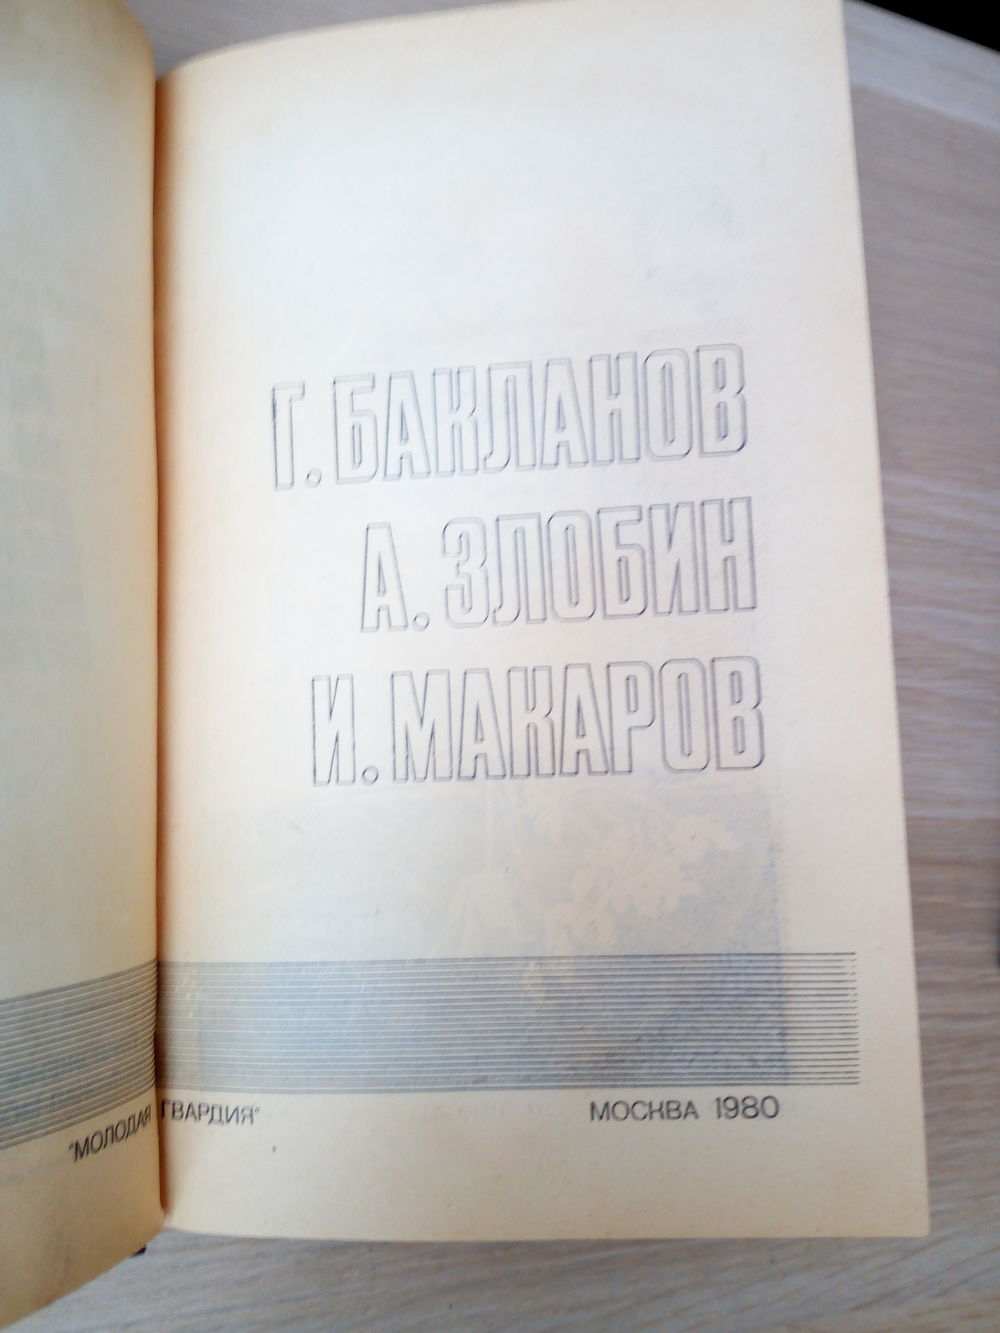 Г. БАКЛАНОВ
А. ЗЛОБИН
И. МАКАРОВ
"МОЛОДАЯ ГВАРДИЯ" МОСКВА 1980